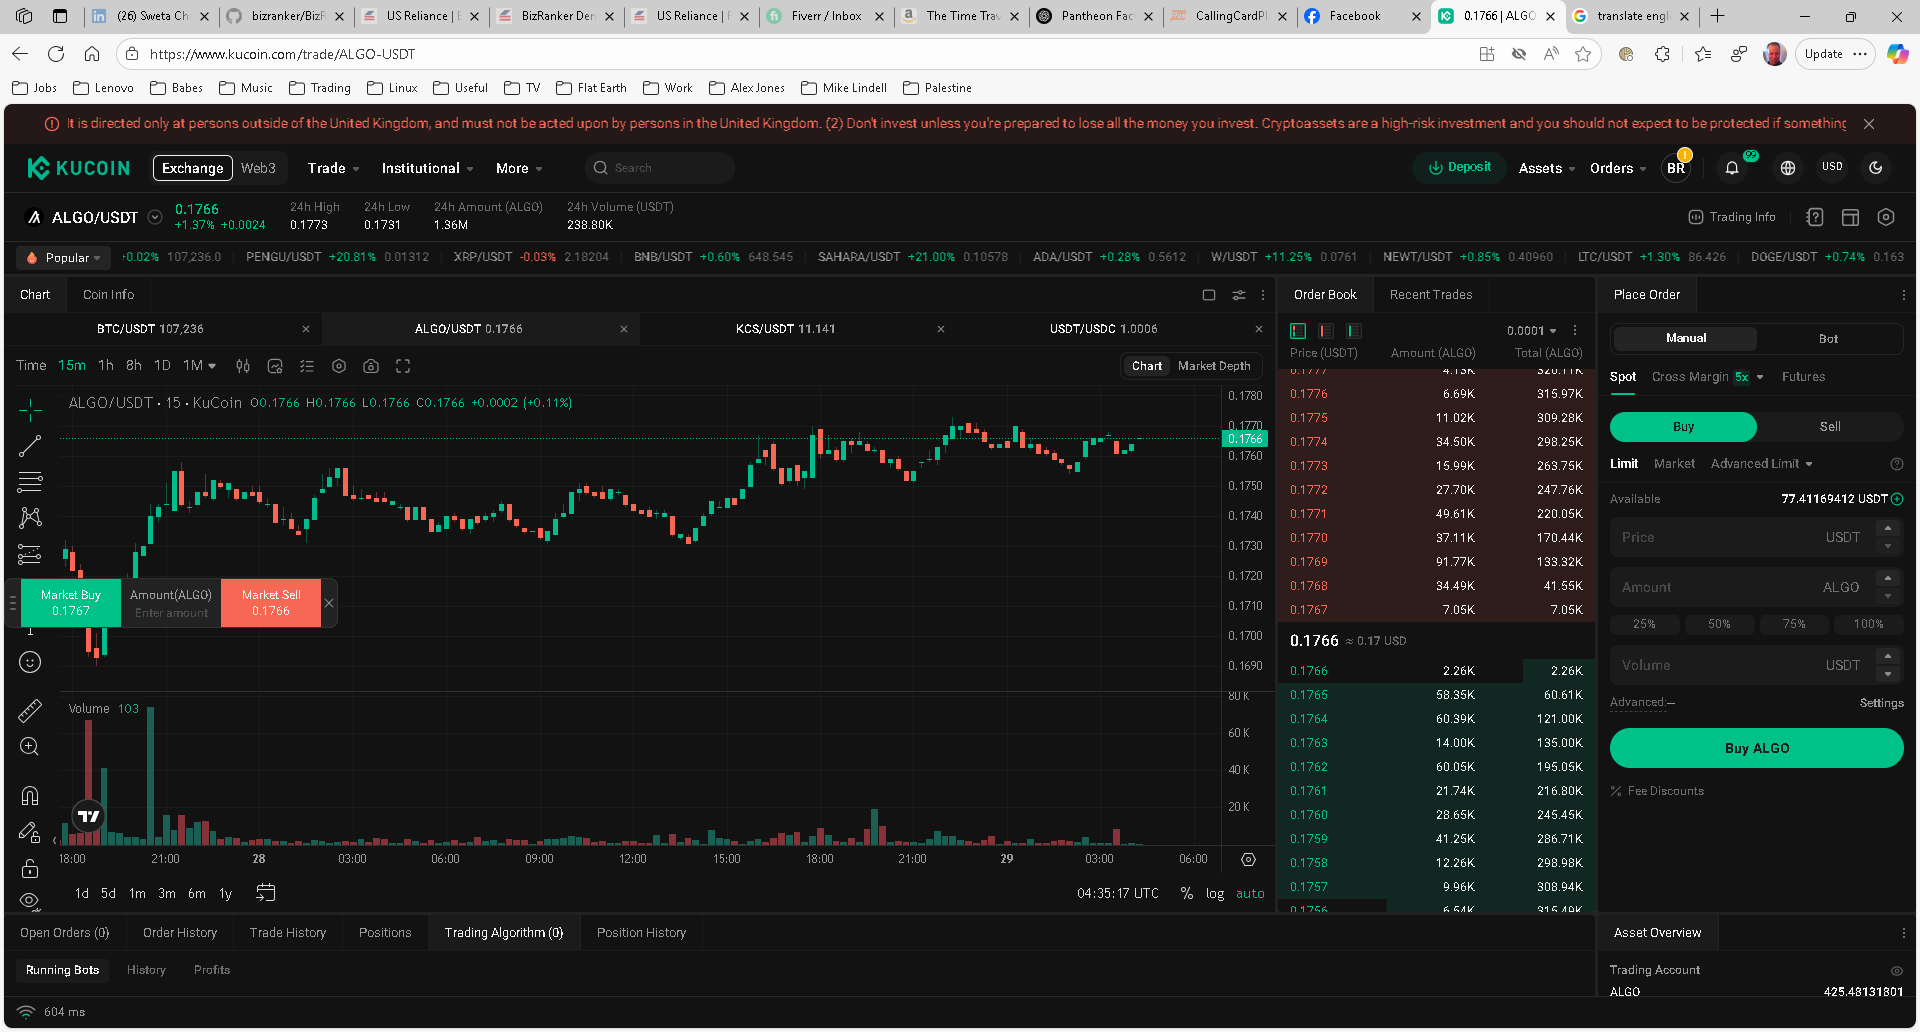 (26) Sweta Ch
bizranker/BizR
US Reliance |
BizRanker Den
US Reliance | F
Fiverr / Inbox
The Time Trav
Pantheon Fac
CallingCardPl
Facebook
0.1766 | ALGO
translate engli
https://www.kucoin.com/trade/ALGO-USDT
Update
Jobs Lenovo Babes Music Trading Linux Useful TV Flat Earth Work Alex Jones Mike Lindell Palestine
It is directed only at persons outside of the United Kingdom, and must not be acted upon by persons in the United Kingdom. (2) Don't invest unless you're prepared to lose all the money you invest. Cryptoassets are a high-risk investment and you should not expect to be protected if something
KUCOIN Exchange Web3 Trade Institutional More Search Deposit Assets Orders BR ! 99 USD
ALGO/USDT
0.1766
+1.37% +0.0024
24h High
0.1773
24h Low
0.1731
24h Amount (ALGO)
1.36M
24h Volume (USDT)
238.80K
Trading Info
Popular +0.02% 107,236.0 PENGU/USDT +20.81% 0.01312 XRP/USDT -0.03% 2.18204 BNB/USDT +0.60% 648.545 SAHARA/USDT +21.00% 0.10578 ADA/USDT +0.28% 0.5612 W/USDT +11.25% 0.0761 NEWT/USDT +0.85% 0.40960 LTC/USDT +1.30% 86.426 DOGE/USDT +0.74% 0.163
Chart Coin Info
BTC/USDT 107,236 ALGO/USDT 0.1766 KCS/USDT 11.141 USDT/USDC 1.0006
Time 15m 1h 8h 1D 1M
Chart Market Depth
ALGO/USDT · 15 · KuCoin O0.1766 H0.1766 L0.1766 C0.1766 +0.0002 (+0.11%)
0.1780
0.1770
0.1766
0.1760
0.1750
0.1740
0.1730
0.1720
0.1710
0.1700
0.1690
Market Buy
0.1767
Amount(ALGO)
Enter amount
Market Sell
0.1766
Volume 103
80 K
60 K
40 K
20 K
18:00 21:00 28 03:00 06:00 09:00 12:00 15:00 18:00 21:00 29 03:00 06:00
1d 5d 1m 3m 6m 1y
04:35:17 UTC % log auto
Order Book Recent Trades
0.0001
Price (USDT) Amount (ALGO) Total (ALGO)
0.1777 4.13K 320.11K
0.1776 6.69K 315.97K
0.1775 11.02K 309.28K
0.1774 34.50K 298.25K
0.1773 15.99K 263.75K
0.1772 27.70K 247.76K
0.1771 49.61K 220.05K
0.1770 37.11K 170.44K
0.1769 91.77K 133.32K
0.1768 34.49K 41.55K
0.1767 7.05K 7.05K
0.1766 ≈ 0.17 USD
0.1766 2.26K 2.26K
0.1765 58.35K 60.61K
0.1764 60.39K 121.00K
0.1763 14.00K 135.00K
0.1762 60.05K 195.05K
0.1761 21.74K 216.80K
0.1760 28.65K 245.45K
0.1759 41.25K 286.71K
0.1758 12.26K 298.98K
0.1757 9.96K 308.94K
0.1756 6.54K 315.49K
Place Order
Manual Bot
Spot Cross Margin 5x Futures
Buy Sell
Limit Market Advanced Limit
Available 77.41169412 USDT
Price USDT
Amount ALGO
25% 50% 75% 100%
Volume USDT
Advanced:-- Settings
Buy ALGO
Fee Discounts
Open Orders (0) Order History Trade History Positions Trading Algorithm (0) Position History
Running Bots History Profits
Asset Overview
Trading Account
ALGO 425.48131801
604 ms